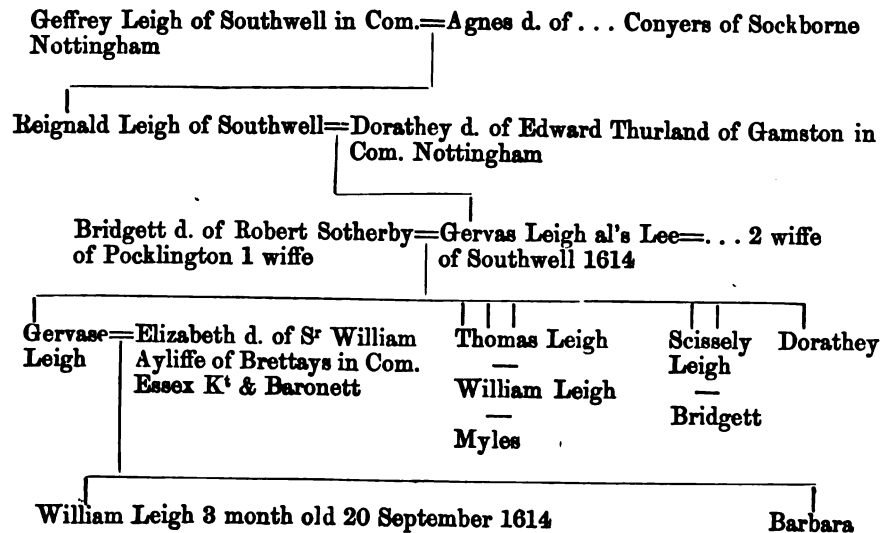 Geffrey Leigh of Southwell in Com.=Agnes d. of ... Conyers of Sockborne
Nottingham
Reignald Leigh of Southwell=Dorathey d. of Edward Thurland of Gamston in
Com. Nottingham
Bridgett d. of Robert Sotherby=Gervas Leigh al's Lee=... 2 wiffe
of Pocklington 1 wiffe
of Southwell 1614
Gervase=Elizabeth d. of Sʳ William
Leigh
Ayliffe of Brettays in Com.
Essex Kᵗ & Baronett
Thomas Leigh
—
William Leigh
—
Myles
Scissely
Leigh
—
Bridgett
Dorathey
William Leigh 3 month old 20 September 1614
Barbara